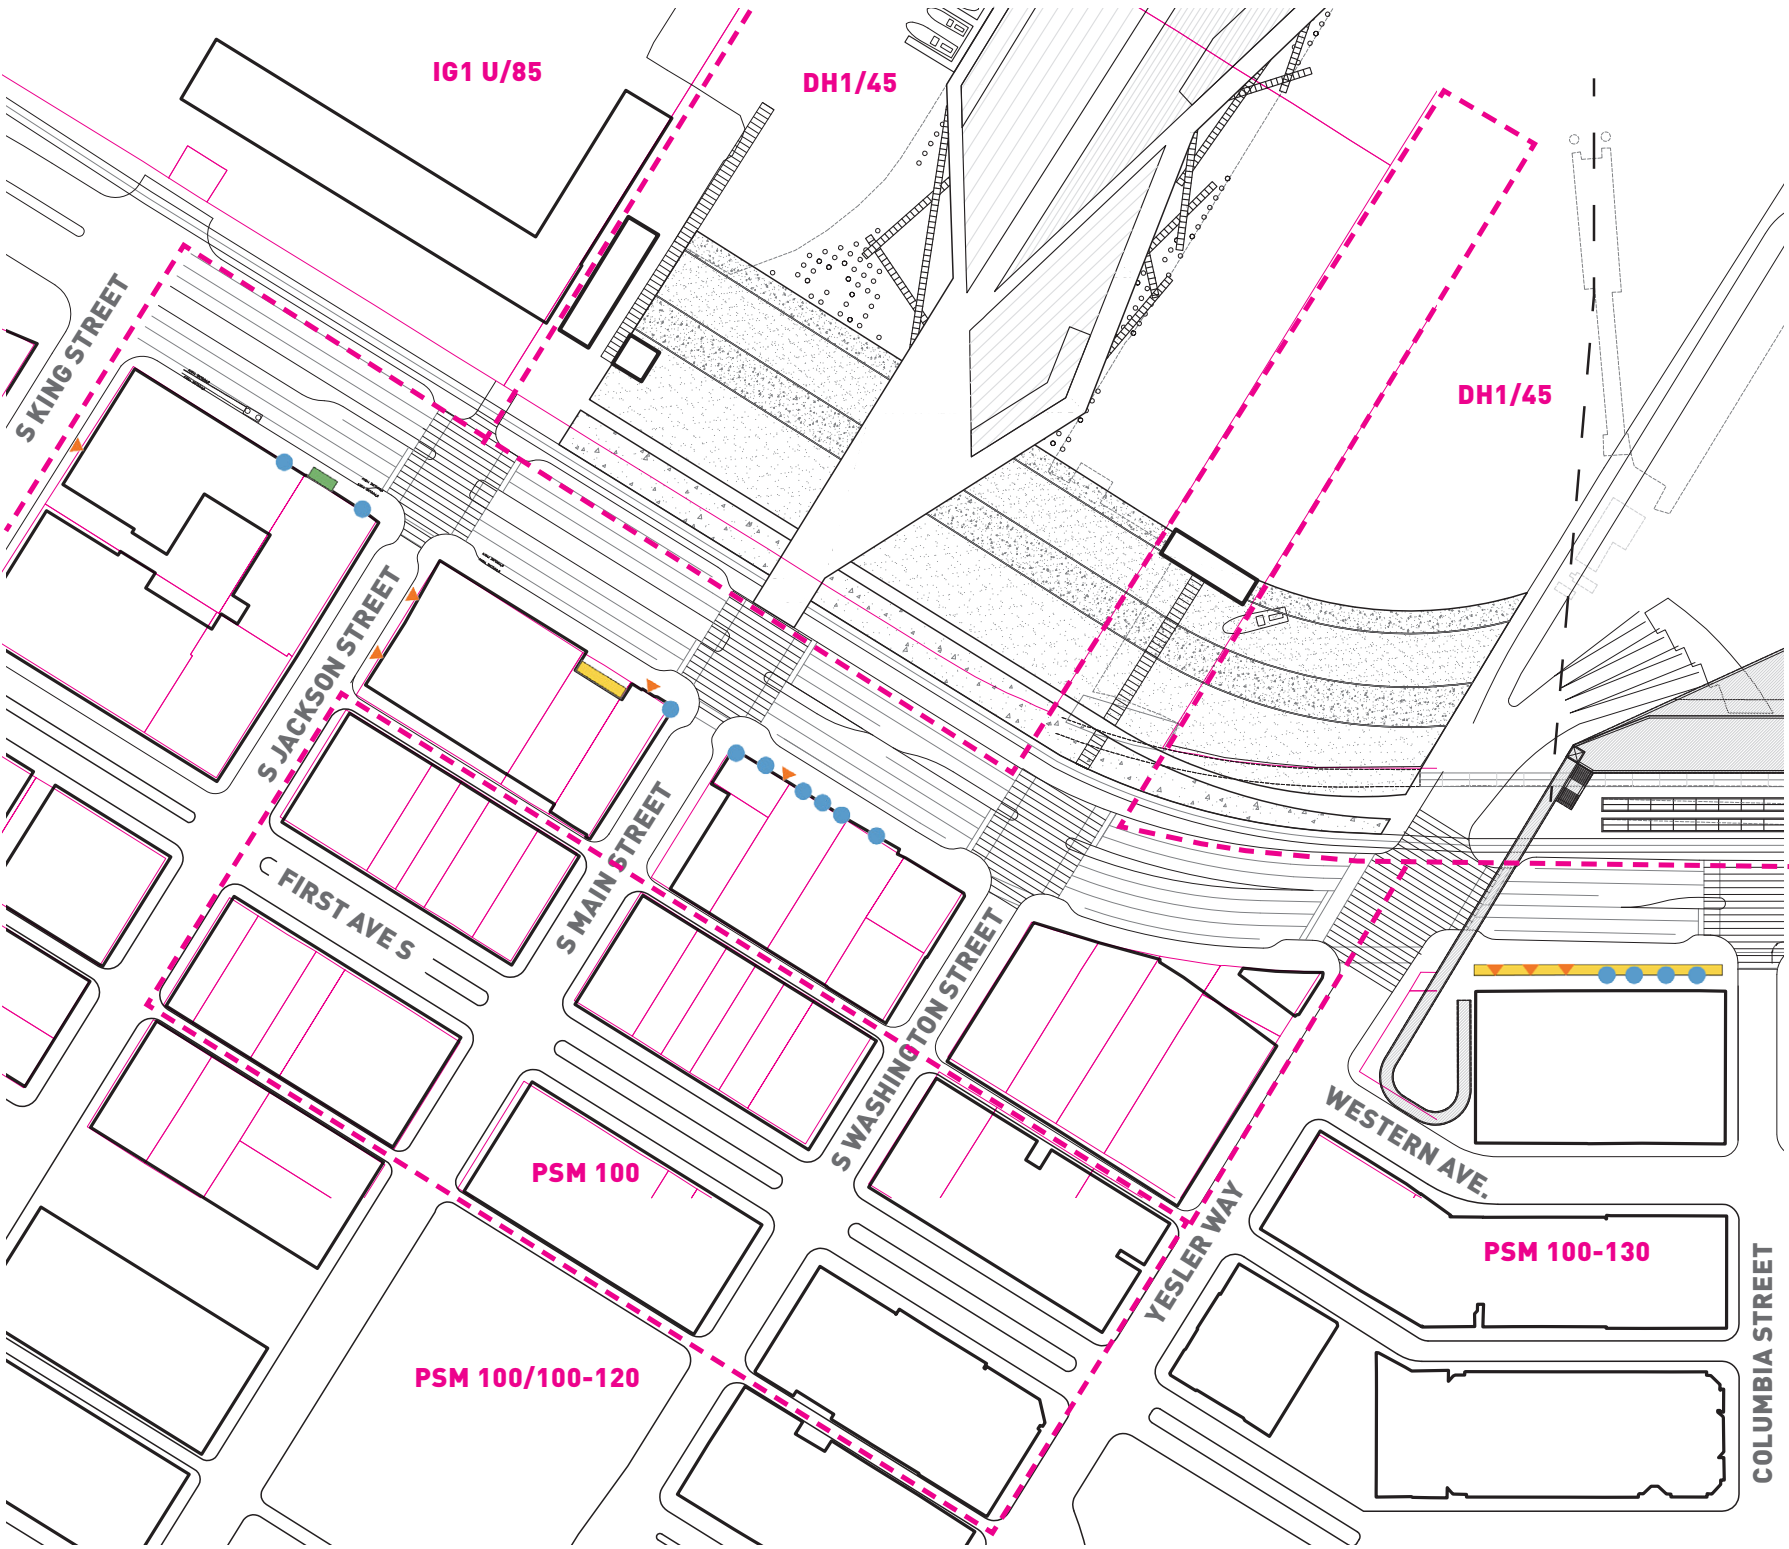 IG1 U/85
DH1/45
S KING STREET
DH1/45
S JACKSON STREET
FIRST AVE S
S MAIN STREET
S WASHINGTON STREET
WESTERN AVE.
PSM 100
YESLER WAY
PSM 100-130
PSM 100/100-120
COLUMBIA STREET